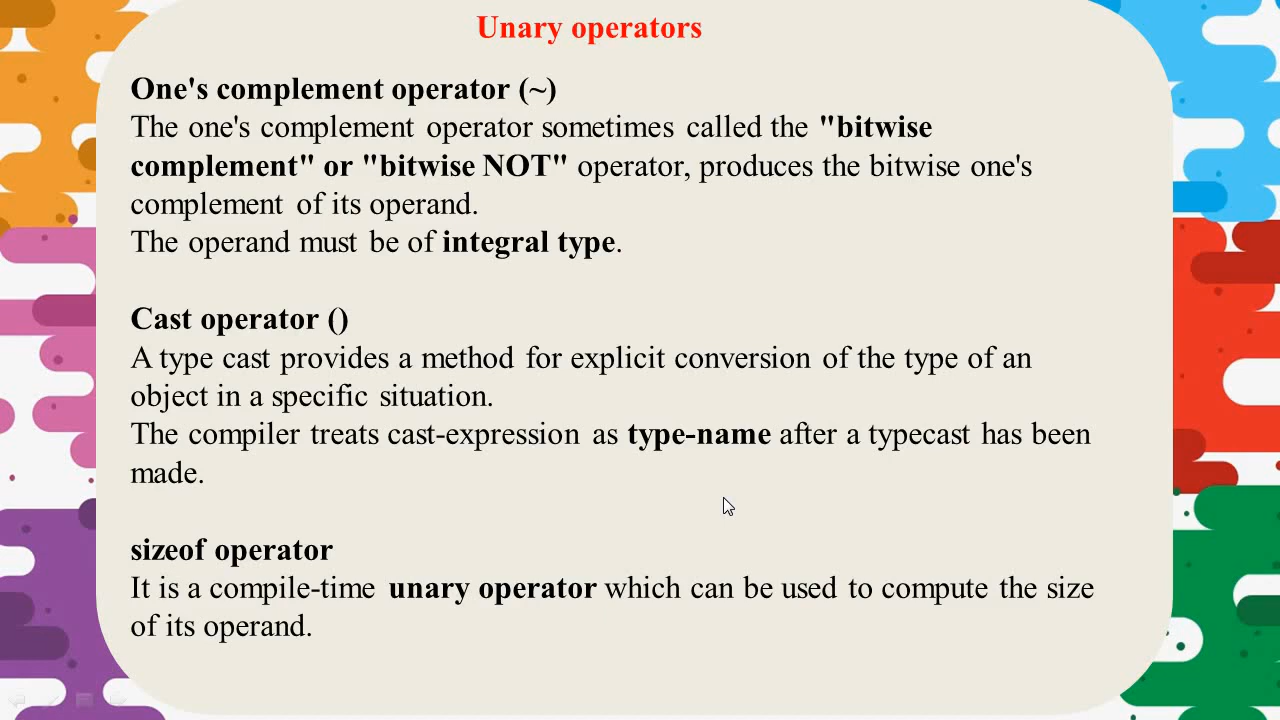 Unary operators
One's complement operator (~)
The one's complement operator sometimes called the "bitwise
complement" or "bitwise NOT" operator, produces the bitwise one's
complement of its operand.
The operand must be of integral type.
Cast operator ()
A type cast provides a method for explicit conversion of the type of an
object in a specific situation.
The compiler treats cast-expression as type-name after a typecast has been
made.
sizeof operator
It is a compile-time unary operator which can be used to compute the size
of its operand.